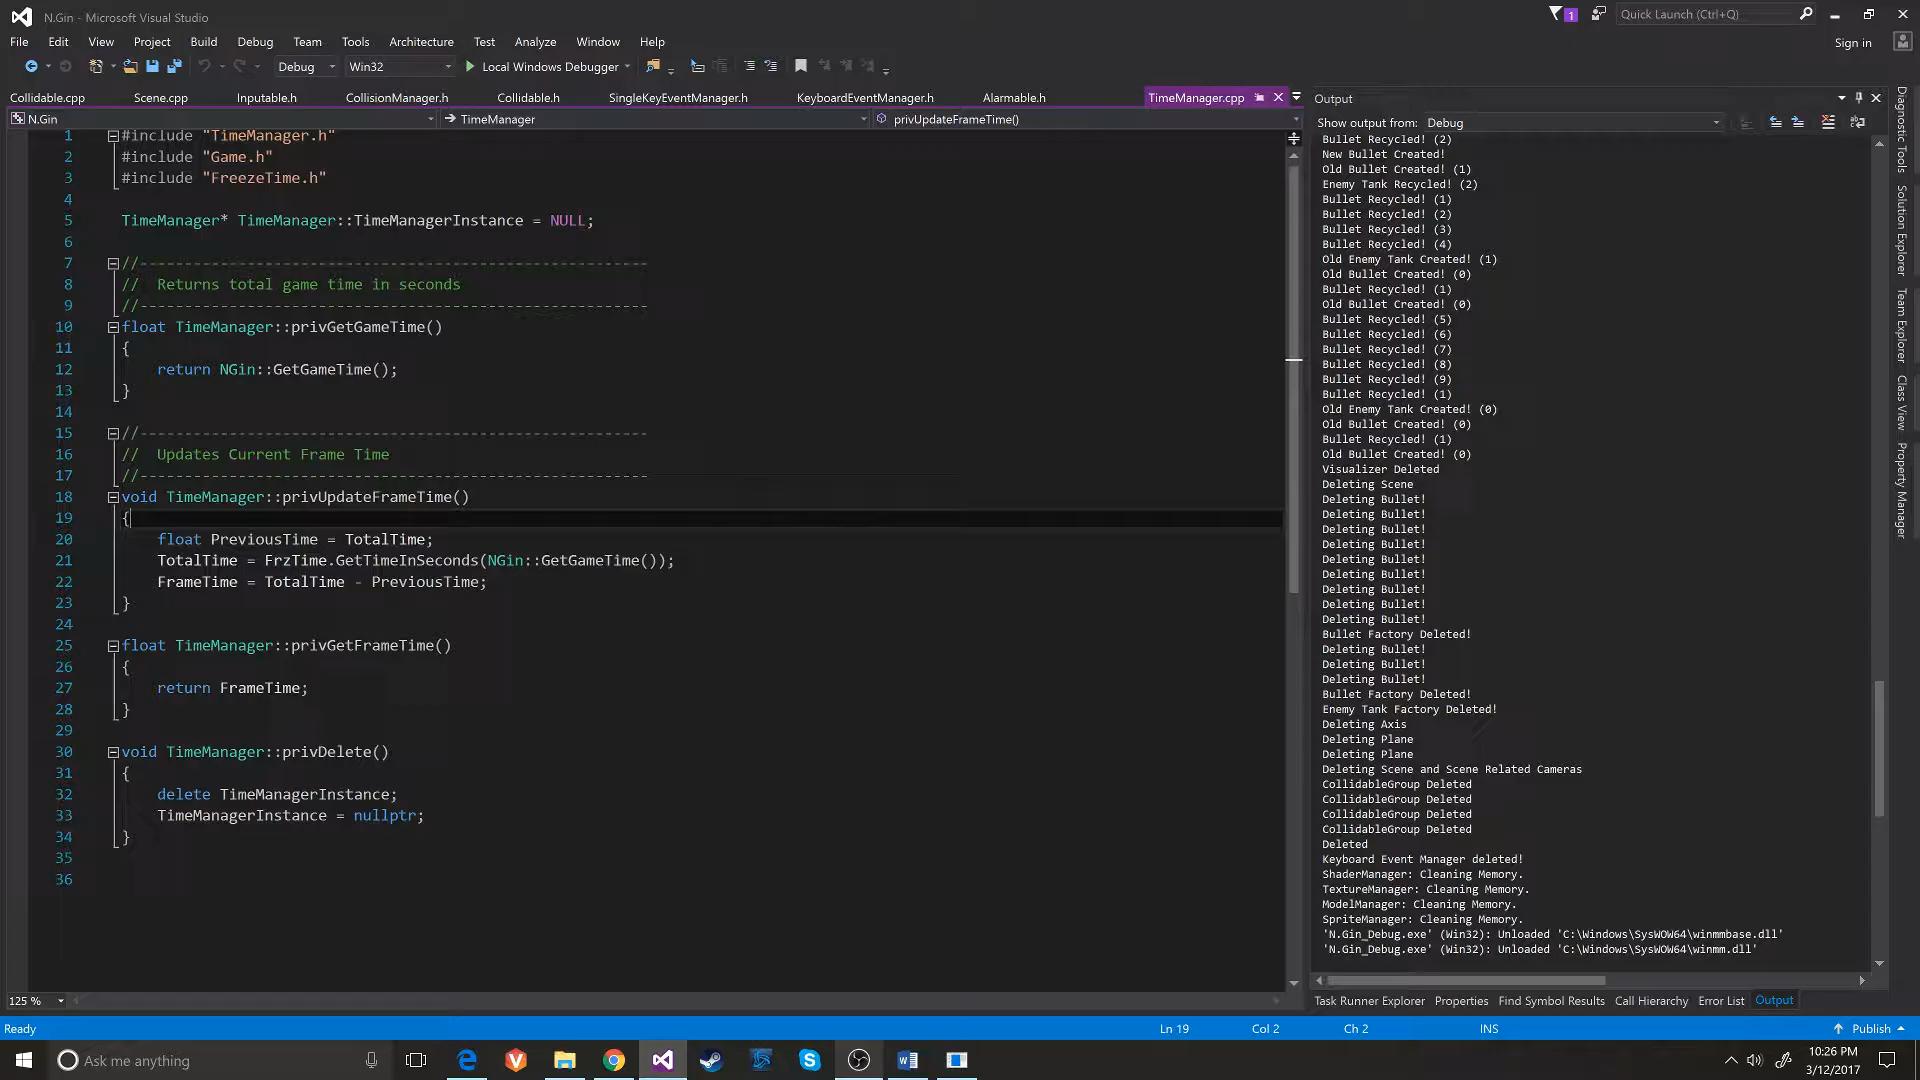 N.Gin - Microsoft Visual Studio
1
Quick Launch (Ctrl+Q)
File Edit View Project Build Debug Team Tools Architecture Test Analyze Window Help
Sign in
Debug Win32 Local Windows Debugger
Collidable.cpp Scene.cpp Inputable.h CollisionManager.h Collidable.h SingleKeyEventManager.h KeyboardEventManager.h Alarmable.h TimeManager.cpp
N.Gin TimeManager privUpdateFrameTime()
1 #include "TimeManager.h"
2 #include "Game.h"
3 #include "FreezeTime.h"
4
5 TimeManager* TimeManager::TimeManagerInstance = NULL;
6
7 //---------------------------------------------------------
8 // Returns total game time in seconds
9 //---------------------------------------------------------
10 float TimeManager::privGetGameTime()
11 {
12 return NGin::GetGameTime();
13 }
14
15 //---------------------------------------------------------
16 // Updates Current Frame Time
17 //---------------------------------------------------------
18 void TimeManager::privUpdateFrameTime()
19 {
20 float PreviousTime = TotalTime;
21 TotalTime = FrzTime.GetTimeInSeconds(NGin::GetGameTime());
22 FrameTime = TotalTime - PreviousTime;
23 }
24
25 float TimeManager::privGetFrameTime()
26 {
27 return FrameTime;
28 }
29
30 void TimeManager::privDelete()
31 {
32 delete TimeManagerInstance;
33 TimeManagerInstance = nullptr;
34 }
35
36
125 %
Output
Show output from: Debug
Bullet Recycled! (2)
New Bullet Created!
Old Bullet Created! (1)
Enemy Tank Recycled! (2)
Bullet Recycled! (1)
Bullet Recycled! (2)
Bullet Recycled! (3)
Bullet Recycled! (4)
Old Enemy Tank Created! (1)
Old Bullet Created! (0)
Bullet Recycled! (1)
Old Bullet Created! (0)
Bullet Recycled! (5)
Bullet Recycled! (6)
Bullet Recycled! (7)
Bullet Recycled! (8)
Bullet Recycled! (9)
Bullet Recycled! (1)
Old Enemy Tank Created! (0)
Old Bullet Created! (0)
Bullet Recycled! (1)
Old Bullet Created! (0)
Visualizer Deleted
Deleting Scene
Deleting Bullet!
Deleting Bullet!
Deleting Bullet!
Deleting Bullet!
Deleting Bullet!
Deleting Bullet!
Deleting Bullet!
Deleting Bullet!
Deleting Bullet!
Bullet Factory Deleted!
Deleting Bullet!
Deleting Bullet!
Deleting Bullet!
Bullet Factory Deleted!
Enemy Tank Factory Deleted!
Deleting Axis
Deleting Plane
Deleting Plane
Deleting Scene and Scene Related Cameras
CollidableGroup Deleted
CollidableGroup Deleted
CollidableGroup Deleted
CollidableGroup Deleted
Deleted
Keyboard Event Manager deleted!
ShaderManager: Cleaning Memory.
TextureManager: Cleaning Memory.
ModelManager: Cleaning Memory.
SpriteManager: Cleaning Memory.
'N.Gin_Debug.exe' (Win32): Unloaded 'C:\Windows\SysWOW64\winmmbase.dll'
'N.Gin_Debug.exe' (Win32): Unloaded 'C:\Windows\SysWOW64\winmm.dll'
Task Runner Explorer Properties Find Symbol Results Call Hierarchy Error List Output
Diagnostic Tools
Solution Explorer
Team Explorer
Class View
Property Manager
Ready Ln 19 Col 2 Ch 2 INS Publish
Ask me anything
10:26 PM
3/12/2017